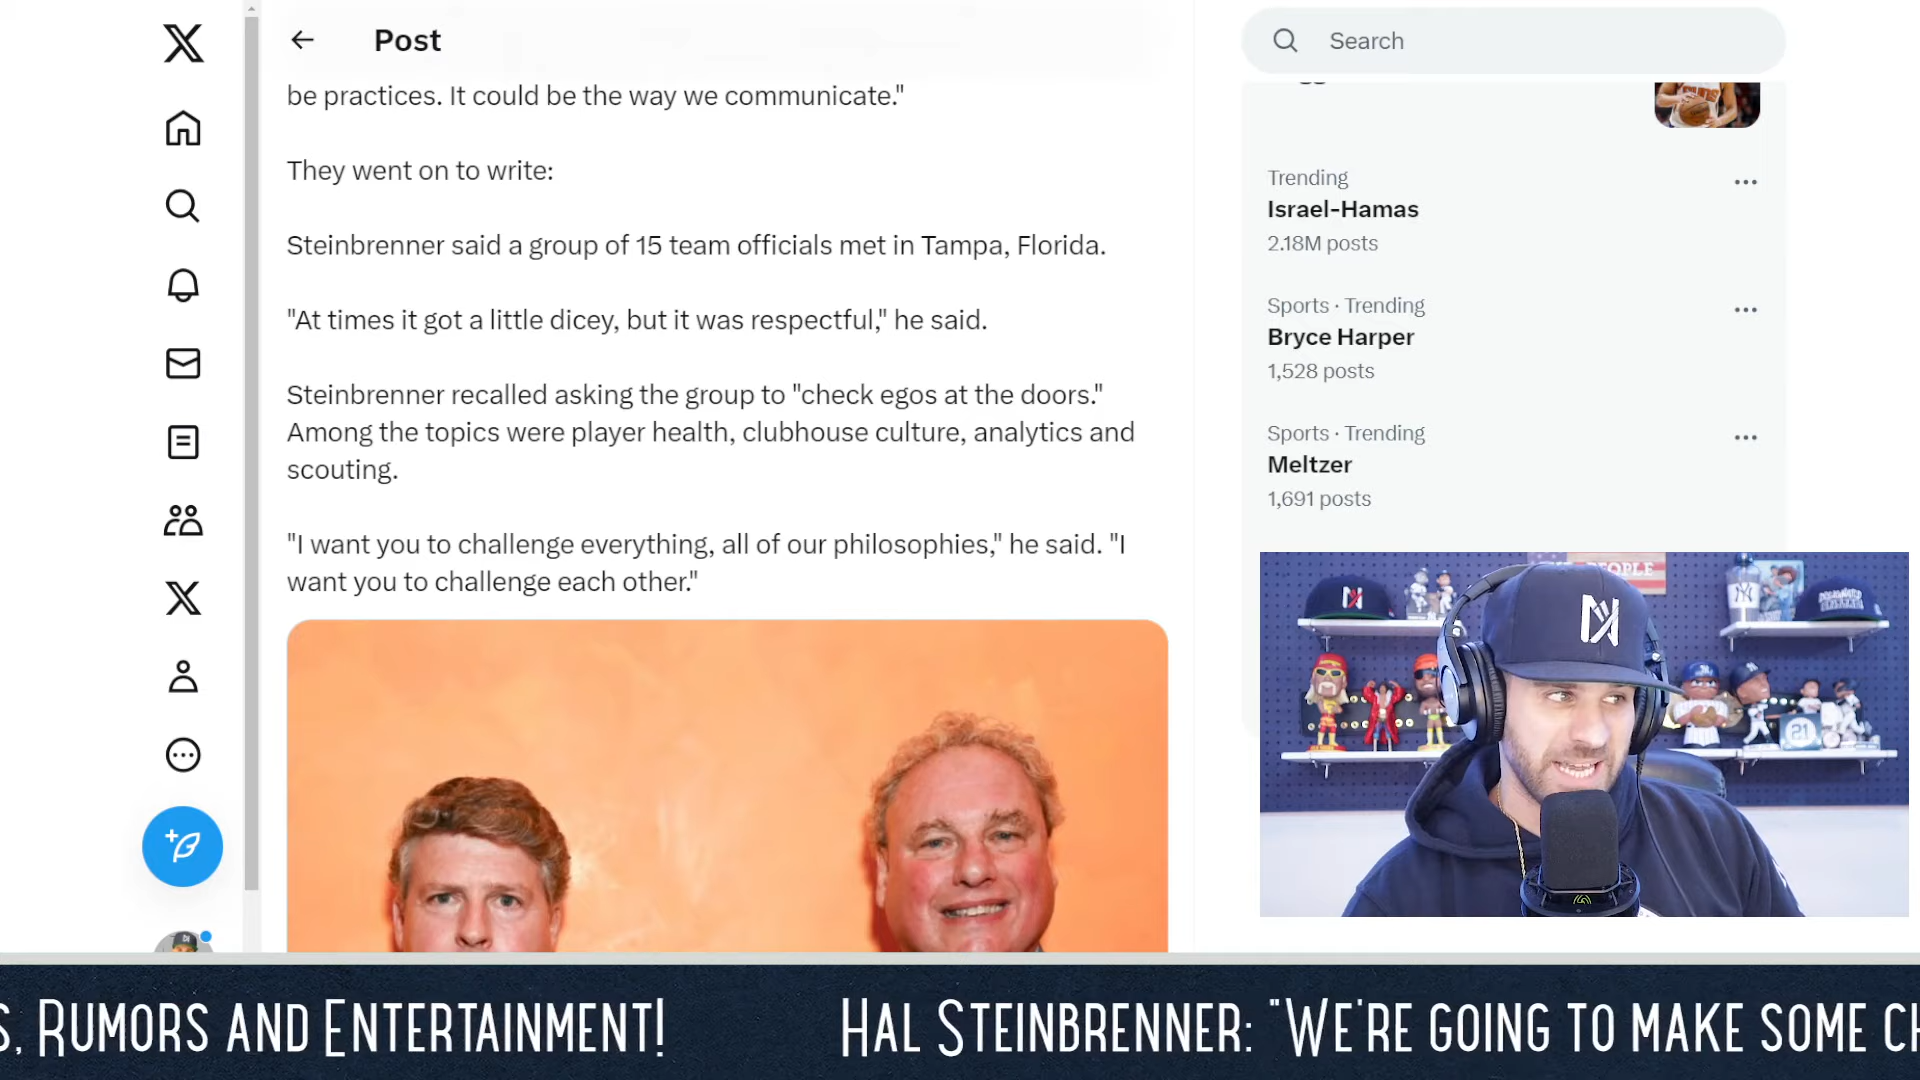 Post
be practices. It could be the way we communicate."
They went on to write:
Steinbrenner said a group of 15 team officials met in Tampa, Florida.
"At times it got a little dicey, but it was respectful," he said.
Steinbrenner recalled asking the group to "check egos at the doors."
Among the topics were player health, clubhouse culture, analytics and
scouting.
"I want you to challenge everything, all of our philosophies," he said. "I
want you to challenge each other."
Search
Trending
Israel-Hamas
2.18M posts
Sports · Trending
Bryce Harper
1,528 posts
Sports · Trending
Meltzer
1,691 posts
PEOPLE
21
S, RUMORS AND ENTERTAINMENT!
HAL STEINBRENNER: "WE'RE GOING TO MAKE SOME CH